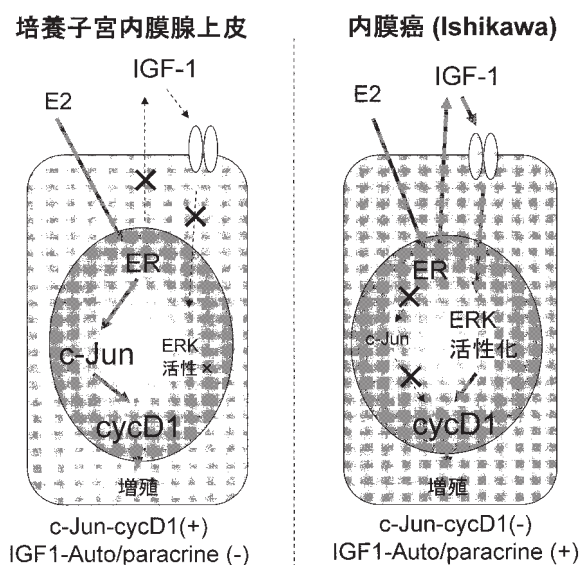 培養子宮内膜腺上皮
IGF-1
E2
ER
c-Jun
ERK
活性×
cycD1
増殖
c-Jun-cycD1(+)
IGF1-Auto/paracrine (-)
内膜癌 (Ishikawa)
IGF-1
E2
ER
c-Jun
ERK
活性化
cycD1
増殖
c-Jun-cycD1(-)
IGF1-Auto/paracrine (+)